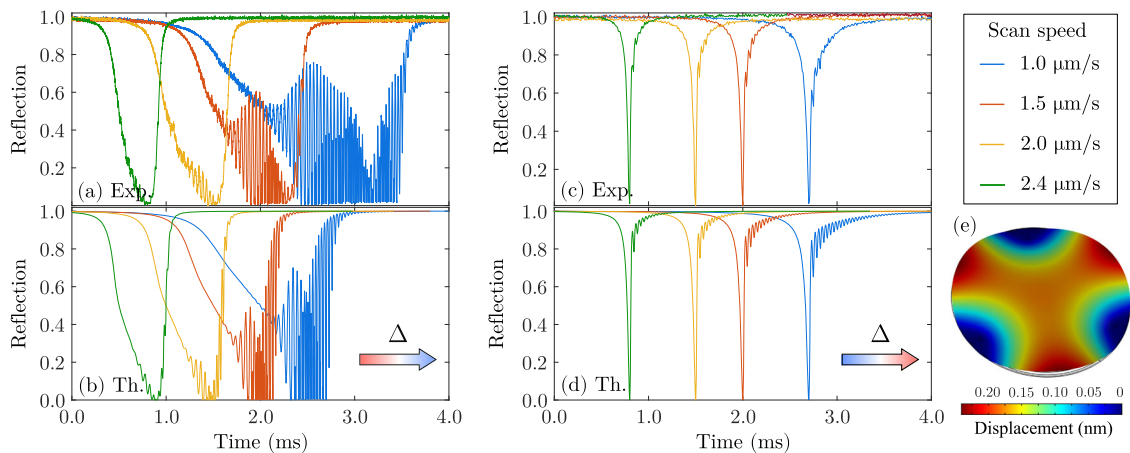 1.0
0.8
0.6
0.4
0.2
Reflection
(a) Exp.
1.0
0.8
0.6
0.4
0.2
0.0
Reflection
(b) Th.
Δ
0.0 1.0 2.0 3.0 4.0
Time (ms)
1.0
0.8
0.6
0.4
0.2
Reflection
(c) Exp.
1.0
0.8
0.6
0.4
0.2
0.0
Reflection
(d) Th.
Δ
0.0 1.0 2.0 3.0 4.0
Time (ms)
Scan speed
1.0 μm/s
1.5 μm/s
2.0 μm/s
2.4 μm/s
(e)
0.20 0.15 0.10 0.05 0
Displacement (nm)